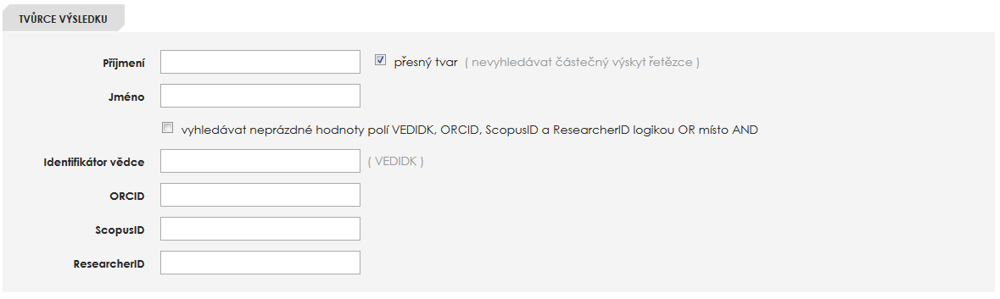 TVŮRCE VÝSLEDKU
Příjmení přesný tvar ( nevyhledávat částečný výskyt řetězce )
Jméno
vyhledávat neprázdné hodnoty polí VEDIDK, ORCID, ScopusID a ResearcherID logikou OR místo AND
Identifikátor vědce ( VEDIDK )
ORCID
ScopusID
ResearcherID